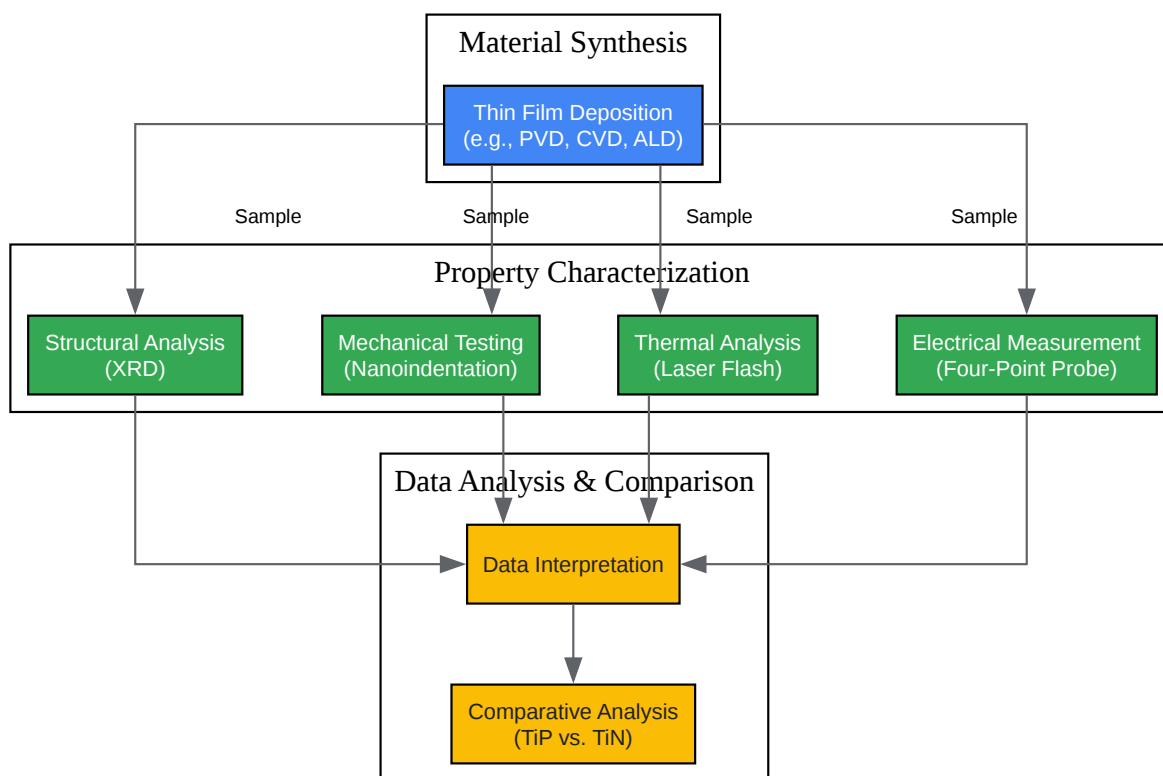 Material Synthesis
Thin Film Deposition
(e.g., PVD, CVD, ALD)
Sample
Sample
Sample
Sample
Property Characterization
Structural Analysis
(XRD)
Mechanical Testing
(Nanoindentation)
Thermal Analysis
(Laser Flash)
Electrical Measurement
(Four-Point Probe)
Data Analysis & Comparison
Data Interpretation
Comparative Analysis
(TiP vs. TiN)